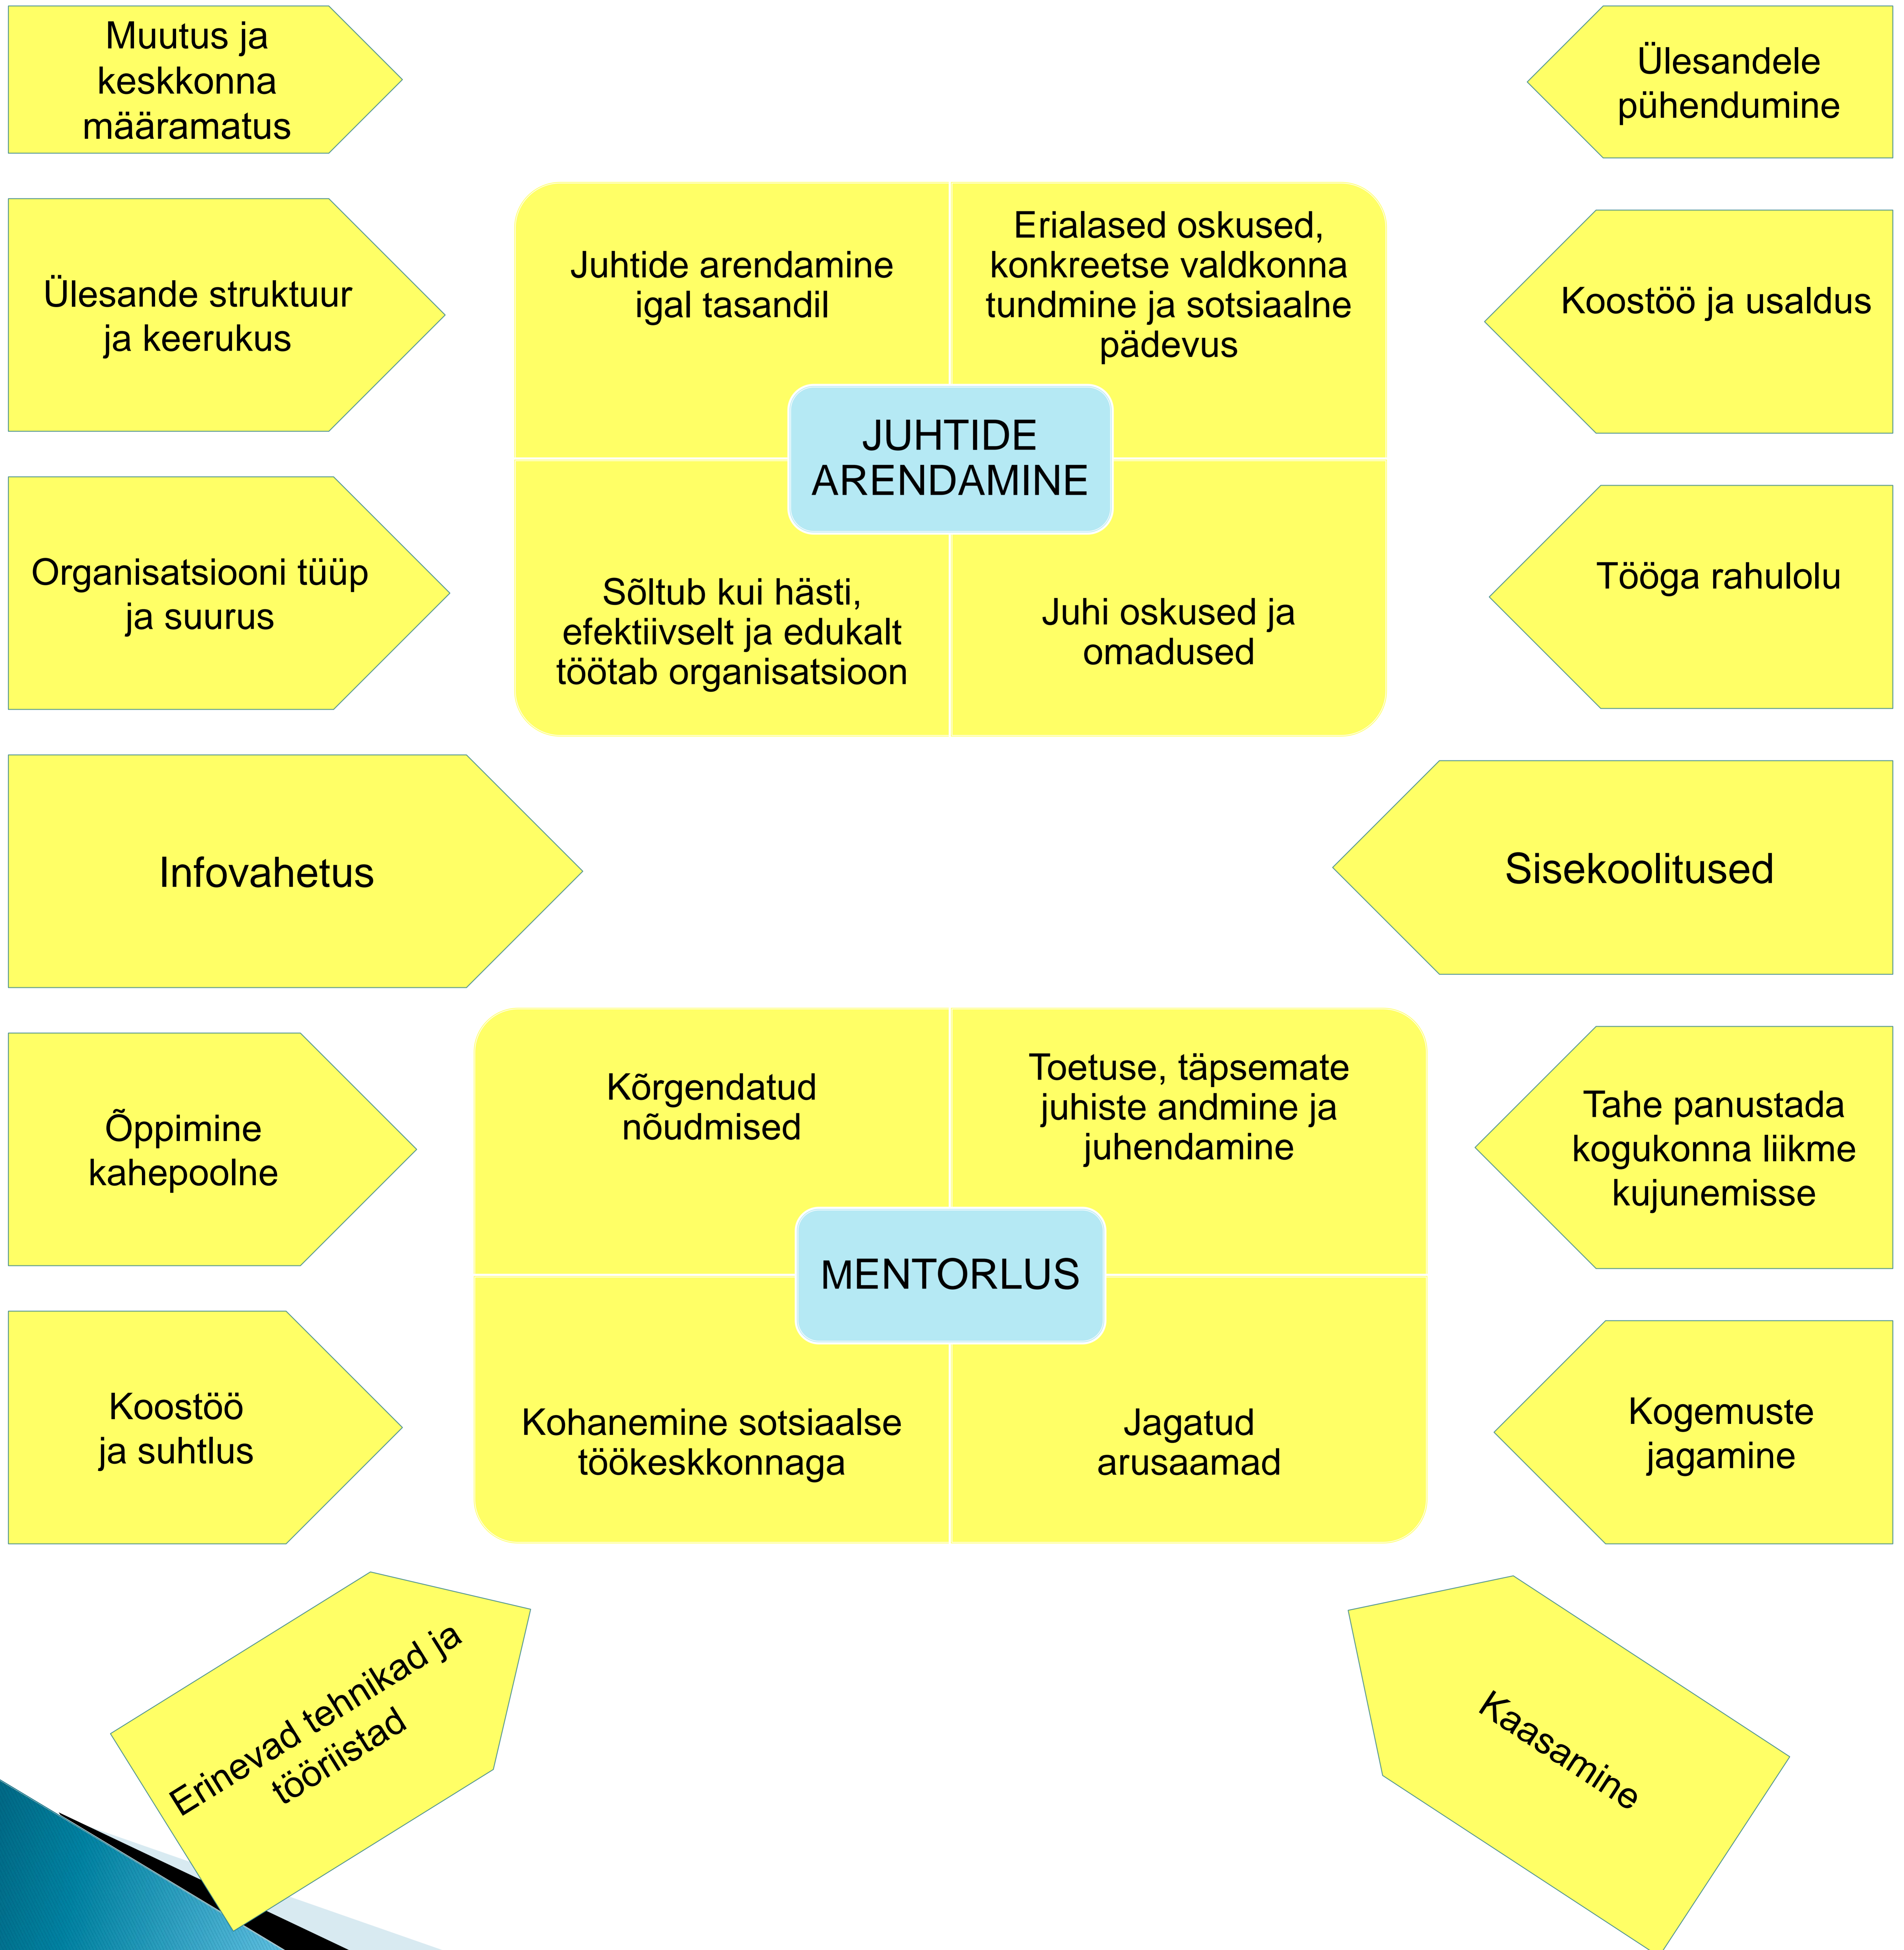 Muutus ja
keskkonna
määramatus
Ülesandele
pühendumine
Ülesande struktuur
ja keerukus
Juhtide arendamine
igal tasandil
Erialased oskused,
konkreetse valdkonna
tundmine ja sotsiaalne
pädevus
Koostöö ja usaldus
JUHTIDE
ARENDAMINE
Organisatsiooni tüüp
ja suurus
Sõltub kui hästi,
efektiivselt ja edukalt
töötab organisatsioon
Juhi oskused ja
omadused
Tööga rahulolu
Infovahetus
Sisekoolitused
Õppimine
kahepoolne
Kõrgendatud
nõudmised
Toetuse, täpsemate
juhiste andmine ja
juhendamine
Tahe panustada
kogukonna liikme
kujunemisse
MENTORLUS
Koostöö
ja suhtlus
Kohanemine sotsiaalse
töökeskkonnaga
Jagatud
arusaamad
Kogemuste
jagamine
Erinevad tehnikad ja
tööriistad
Kaasamine